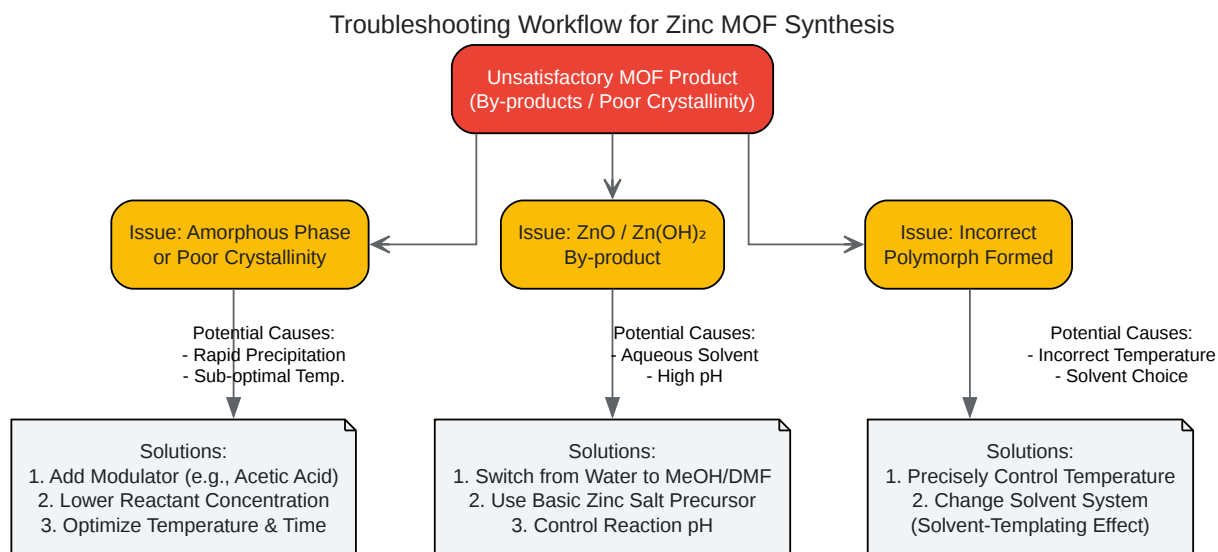 Troubleshooting Workflow for Zinc MOF Synthesis
Unsatisfactory MOF Product
(By-products / Poor Crystallinity)
Issue: Amorphous Phase
or Poor Crystallinity
Issue: ZnO / Zn(OH)₂
By-product
Issue: Incorrect
Polymorph Formed
Potential Causes:
- Rapid Precipitation
- Sub-optimal Temp.
Potential Causes:
- Aqueous Solvent
- High pH
Potential Causes:
- Incorrect Temperature
- Solvent Choice
Solutions:
1. Add Modulator (e.g., Acetic Acid)
2. Lower Reactant Concentration
3. Optimize Temperature & Time
Solutions:
1. Switch from Water to MeOH/DMF
2. Use Basic Zinc Salt Precursor
3. Control Reaction pH
Solutions:
1. Precisely Control Temperature
2. Change Solvent System
(Solvent-Templating Effect)